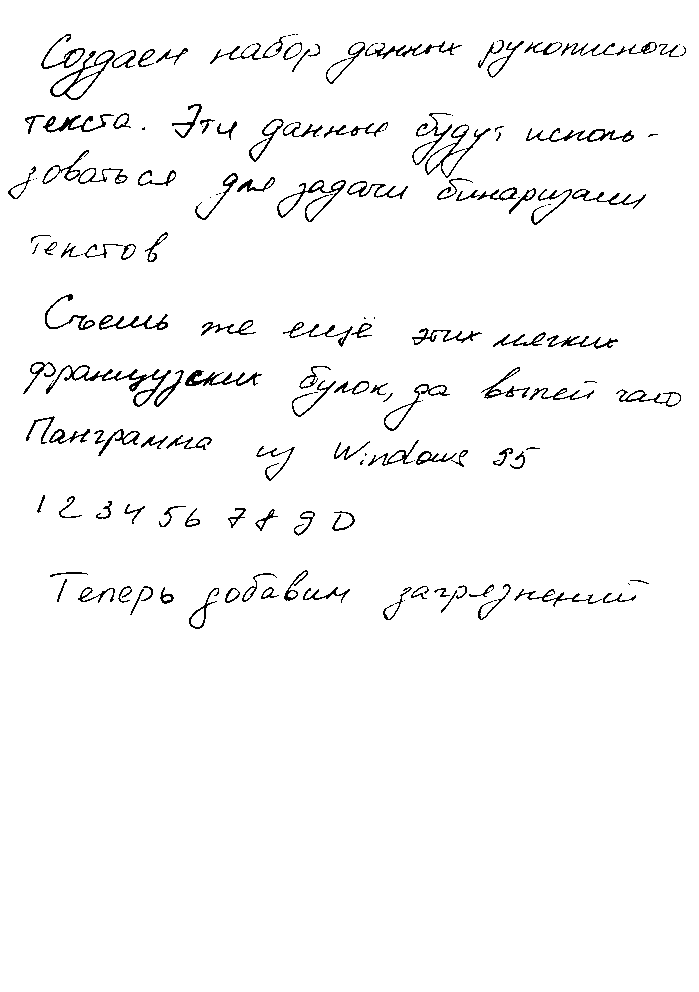 Создаем набор данных рукописного
текста. Эти данные будут исполь-
зоваться для задачи бинаризации
текстов
Съешь же ещё этих мягких
французских булок, да выпей чаю
Панграмма из Windows 95
1 2 3 4 5 6 7 8 9 0
Теперь добавим загрязнений